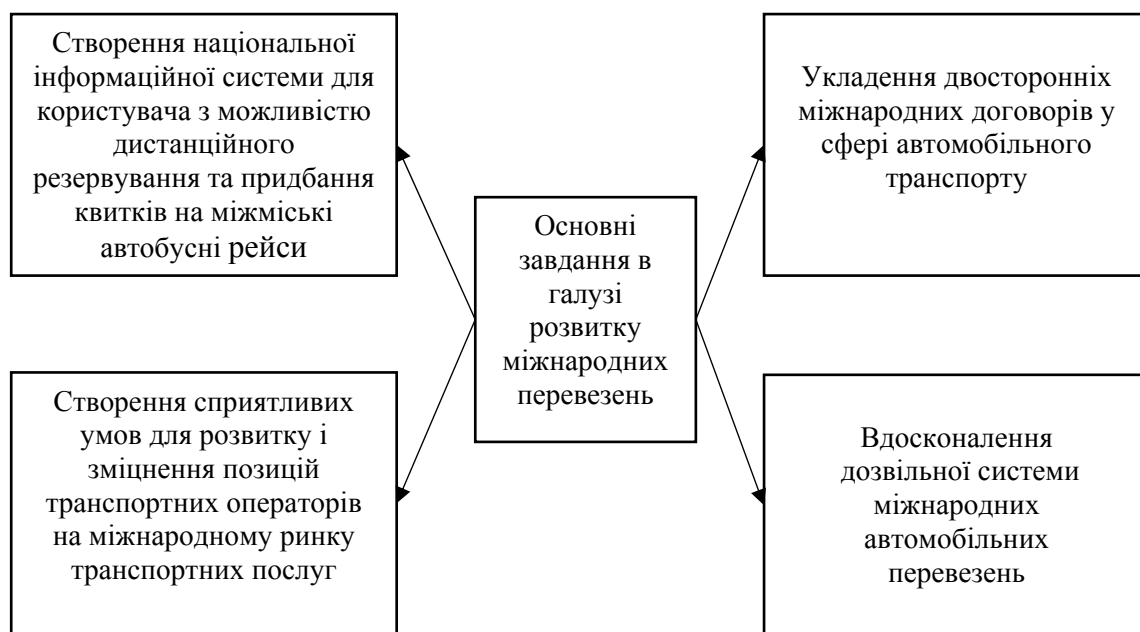 Створення національної
інформаційної системи для
користувача з можливістю
дистанційного
резервування та придбання
квитків на міжміські
автобусні рейси
Укладення двосторонніх
міжнародних договорів у
сфері автомобільного
транспорту
Основні
завдання в
галузі
розвитку
міжнародних
перевезень
Створення сприятливих
умов для розвитку і
зміцнення позицій
транспортних операторів
на міжнародному ринку
транспортних послуг
Вдосконалення
дозвільної системи
міжнародних
автомобільних
перевезень